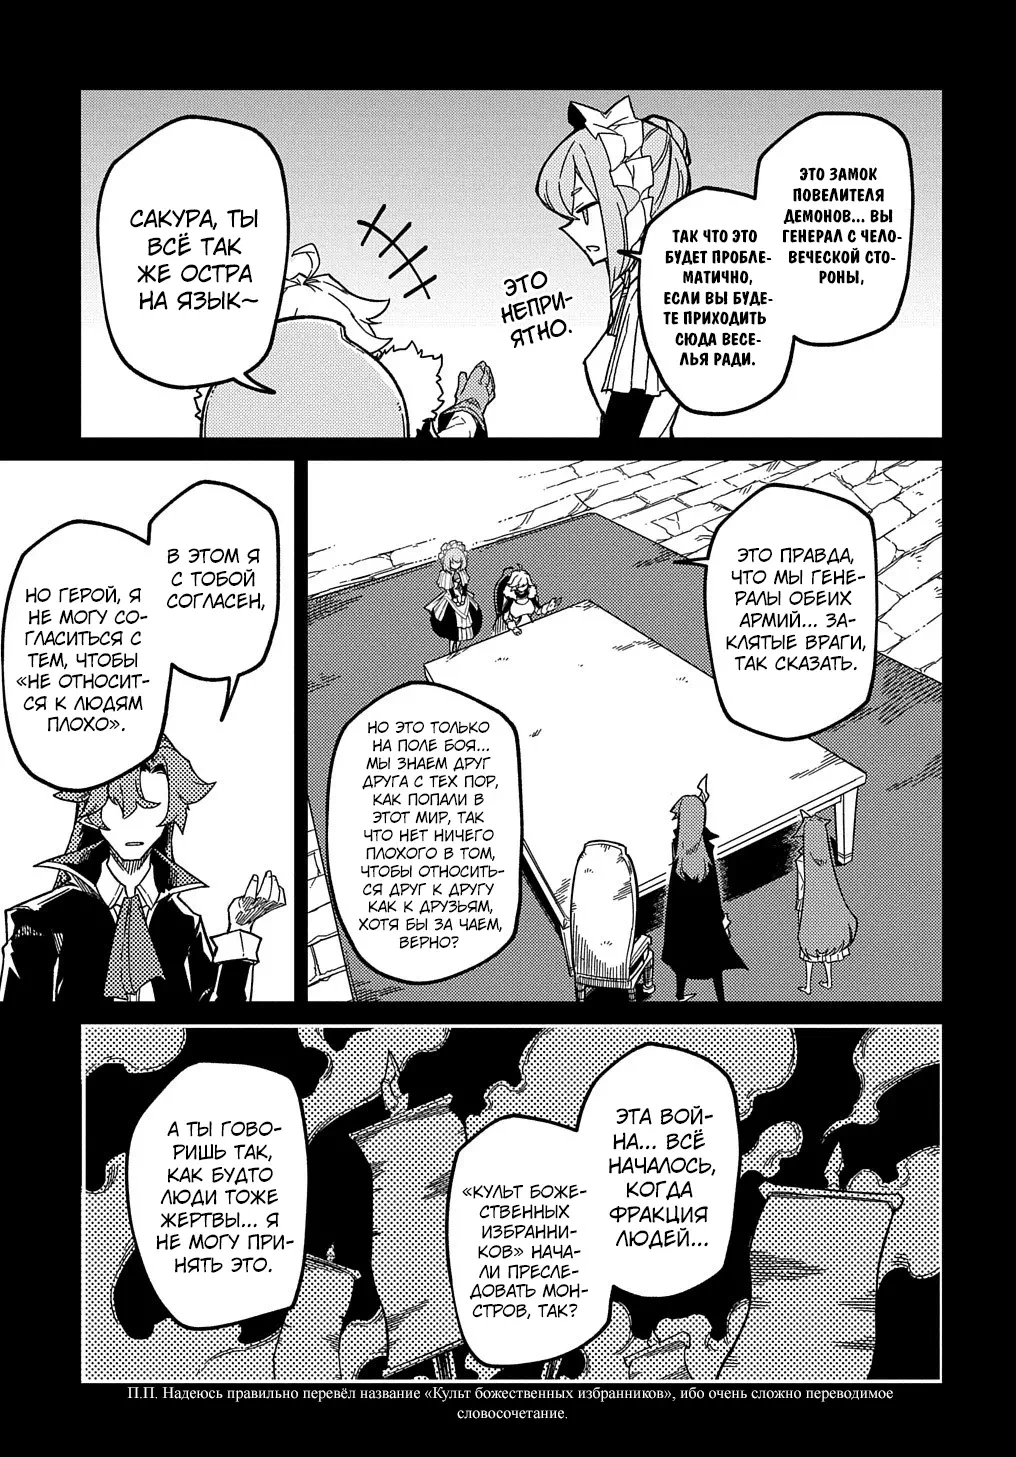 ЭТО ЗАМОК
ПОВЕЛИТЕЛЯ
ДЕМОНОВ... ВЫ
ГЕНЕРАЛ С ЧЕЛО-
ВЕЧЕСКОЙ СТО-
РОНЫ,
ТАК ЧТО ЭТО
БУДЕТ ПРОБЛЕ-
МАТИЧНО,
ЕСЛИ ВЫ БУДЕ-
ТЕ ПРИХОДИТЬ
СЮДА ВЕСЕ-
ЛЬЯ РАДИ.
ЭТО
НЕПРИ-
ЯТНО.
САКУРА, ТЫ
ВСЁ ТАК
ЖЕ ОСТРА
НА ЯЗЫК~
ЭТО ПРАВДА,
ЧТО МЫ ГЕНЕ-
РАЛЫ ОБЕИХ
АРМИЙ... ЗА-
КЛЯТЫЕ ВРАГИ,
ТАК СКАЗАТЬ.
НО ЭТО ТОЛЬКО
НА ПОЛЕ БОЯ...
МЫ ЗНАЕМ ДРУГ
ДРУГА С ТЕХ ПОР,
КАК ПОПАЛИ В
ЭТОТ МИР, ТАК
ЧТО НЕТ НИЧЕГО
ПЛОХОГО В ТОМ,
ЧТОБЫ ОТНОСИТЬ-
СЯ ДРУГ К ДРУГУ
КАК К ДРУЗЬЯМ,
ХОТЯ БЫ ЗА ЧАЕМ,
ВЕРНО?
В ЭТОМ Я
С ТОБОЙ
СОГЛАСЕН,
НО ГЕРОЙ, Я
НЕ МОГУ СО-
ГЛАСИТЬСЯ С
ТЕМ, ЧТОБЫ
«НЕ ОТНОСИТ-
СЯ К ЛЮДЯМ
ПЛОХО».
ЭТА ВОЙ-
НА... ВСЁ
НАЧАЛОСЬ,
КОГДА
ФРАКЦИЯ
ЛЮДЕЙ...
«КУЛЬТ БОЖЕ-
СТВЕННЫХ
ИЗБРАННИ-
КОВ» НАЧА-
ЛИ ПРЕСЛЕ-
ДОВАТЬ МОН-
СТРОВ, ТАК?
А ТЫ ГОВО-
РИШЬ ТАК,
КАК БУДТО
ЛЮДИ ТОЖЕ
ЖЕРТВЫ... Я
НЕ МОГУ ПРИ-
НЯТЬ ЭТО.
П.П. Надеюсь правильно перевёл название «Культ божественных избранников», ибо очень сложно переводимое
словосочетание.